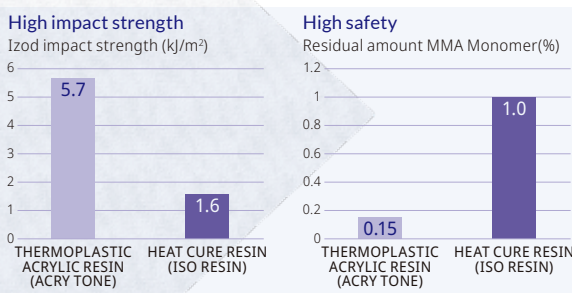 High impact strength
Izod impact strength (kJ/m²)
6
5
4
3
2
1
0
5.7
1.6
THERMOPLASTIC
ACRYLIC RESIN
(ACRY TONE)
HEAT CURE RESIN
(ISO RESIN)
High safety
Residual amount MMA Monomer(%)
1.2
1
0.8
0.6
0.4
0.2
0
0.15
1.0
THERMOPLASTIC
ACRYLIC RESIN
(ACRY TONE)
HEAT CURE RESIN
(ISO RESIN)